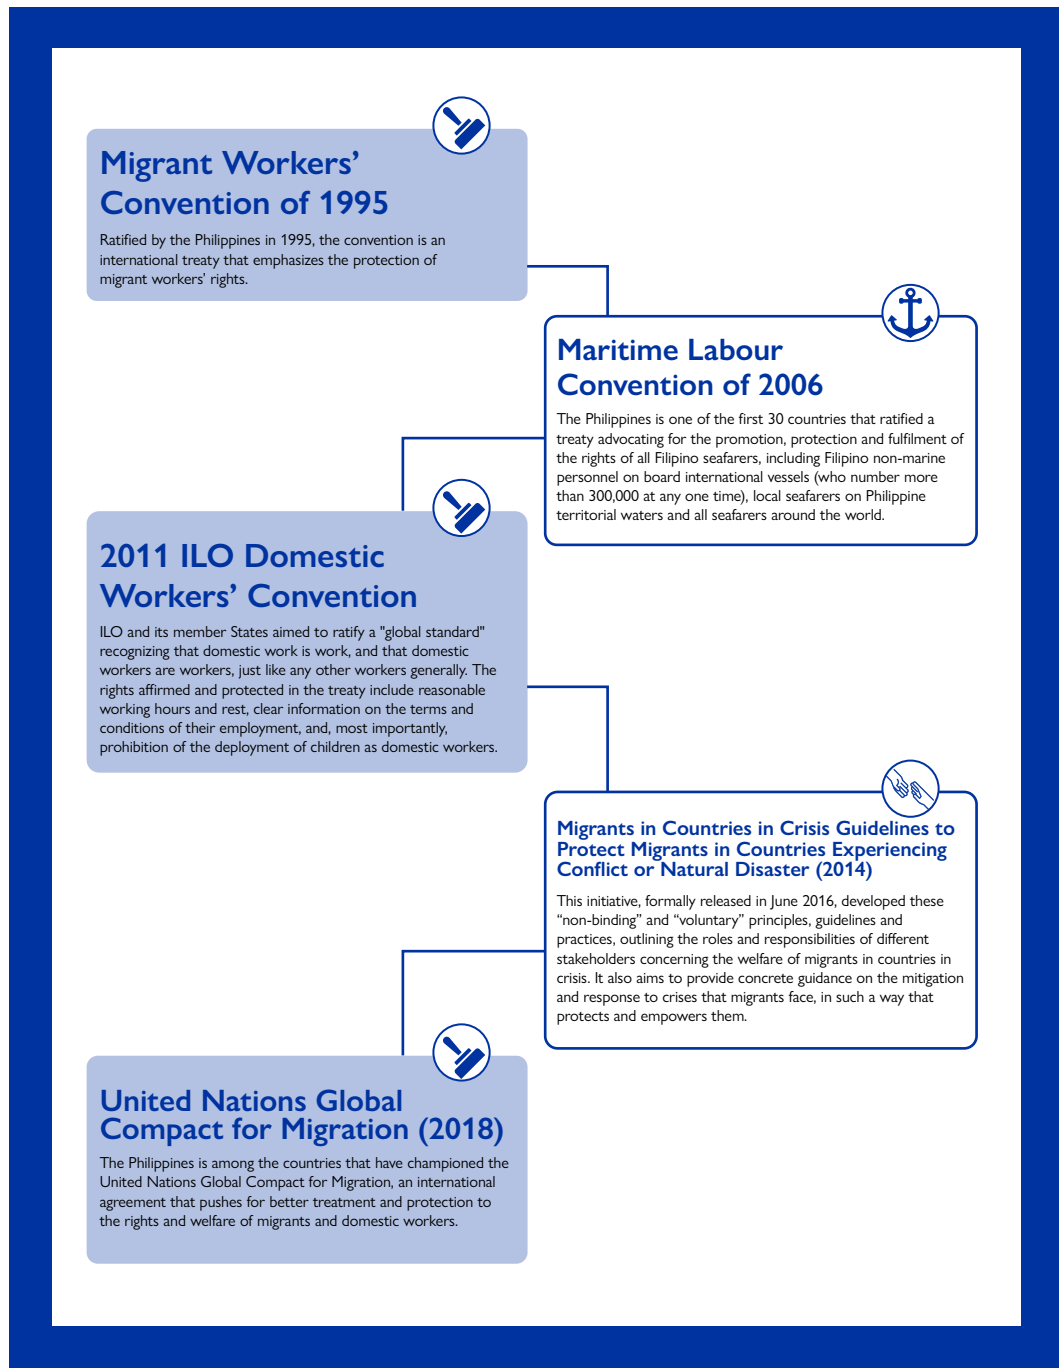 Migrant Workers’
Convention of 1995
Ratified by the Philippines in 1995, the convention is an
international treaty that emphasizes the protection of
migrant workers’ rights.
Maritime Labour
Convention of 2006
The Philippines is one of the first 30 countries that ratified a
treaty advocating for the promotion, protection and fulfilment of
the rights of all Filipino seafarers, including Filipino non-marine
personnel on board international vessels (who number more
than 300,000 at any one time), local seafarers on Philippine
territorial waters and all seafarers around the world.
2011 ILO Domestic
Workers’ Convention
ILO and its member States aimed to ratify a "global standard"
recognizing that domestic work is work, and that domestic
workers are workers, just like any other workers generally. The
rights affirmed and protected in the treaty include reasonable
working hours and rest, clear information on the terms and
conditions of their employment, and, most importantly,
prohibition of the deployment of children as domestic workers.
Migrants in Countries in Crisis Guidelines to
Protect Migrants in Countries Experiencing
Conflict or Natural Disaster (2014)
This initiative, formally released in June 2016, developed these
“non-binding” and “voluntary” principles, guidelines and
practices, outlining the roles and responsibilities of different
stakeholders concerning the welfare of migrants in countries in
crisis. It also aims to provide concrete guidance on the mitigation
and response to crises that migrants face, in such a way that
protects and empowers them.
United Nations Global
Compact for Migration (2018)
The Philippines is among the countries that have championed the
United Nations Global Compact for Migration, an international
agreement that pushes for better treatment and protection to
the rights and welfare of migrants and domestic workers.